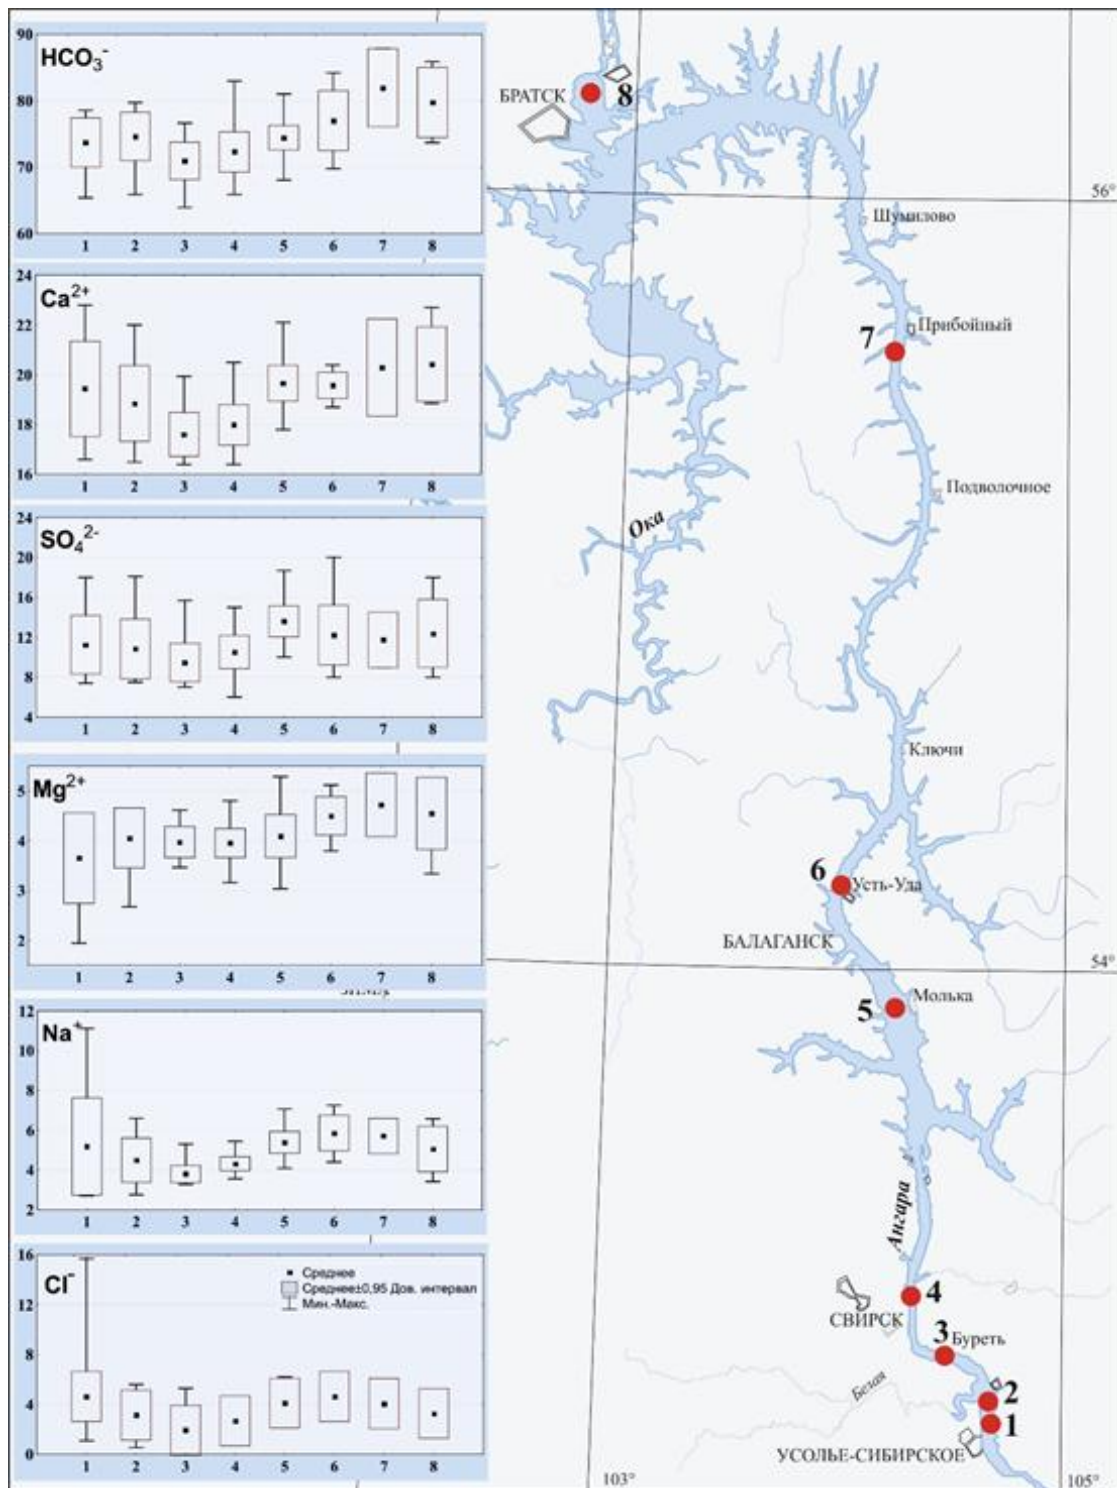 HCO₃⁻
90
80
70
60
1 2 3 4 5 6 7 8
Ca²⁺
24
22
20
18
16
1 2 3 4 5 6 7 8
SO₄²⁻
24
20
16
12
8
4
1 2 3 4 5 6 7 8
Mg²⁺
5
4
3
2
1 2 3 4 5 6 7 8
Na⁺
12
10
8
6
4
2
1 2 3 4 5 6 7 8
Cl⁻
16
12
8
4
0
Среднее
Среднее±0,95 Дов. интервал
Мин.-Макс.
1 2 3 4 5 6 7 8
БРАТСК
8
56°
Шумилово
7
Прибойный
Подволочное
Ока
Ключи
6
Усть-Уда
БАЛАГАНСК
54°
Молька
5
Ангара
4
СВИРСК
3
Буреть
Белая
2
1
УСОЛЬЕ-СИБИРСКОЕ
103°
105°